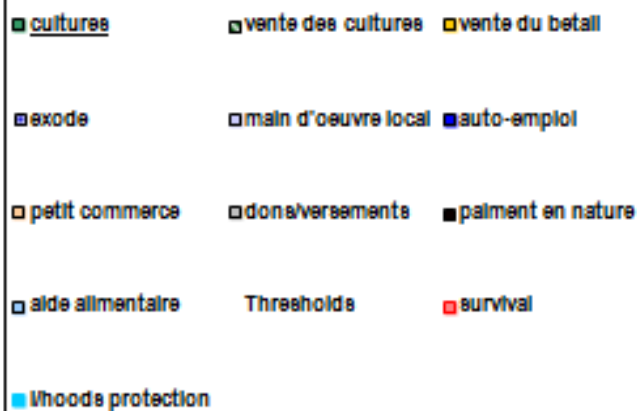 cultures vente des cultures vente du betail
exode main d'oeuvre local auto-emploi
petit commerce dons/versements paiment en nature
aide alimentaire Thresholds survival
l/hoods protection